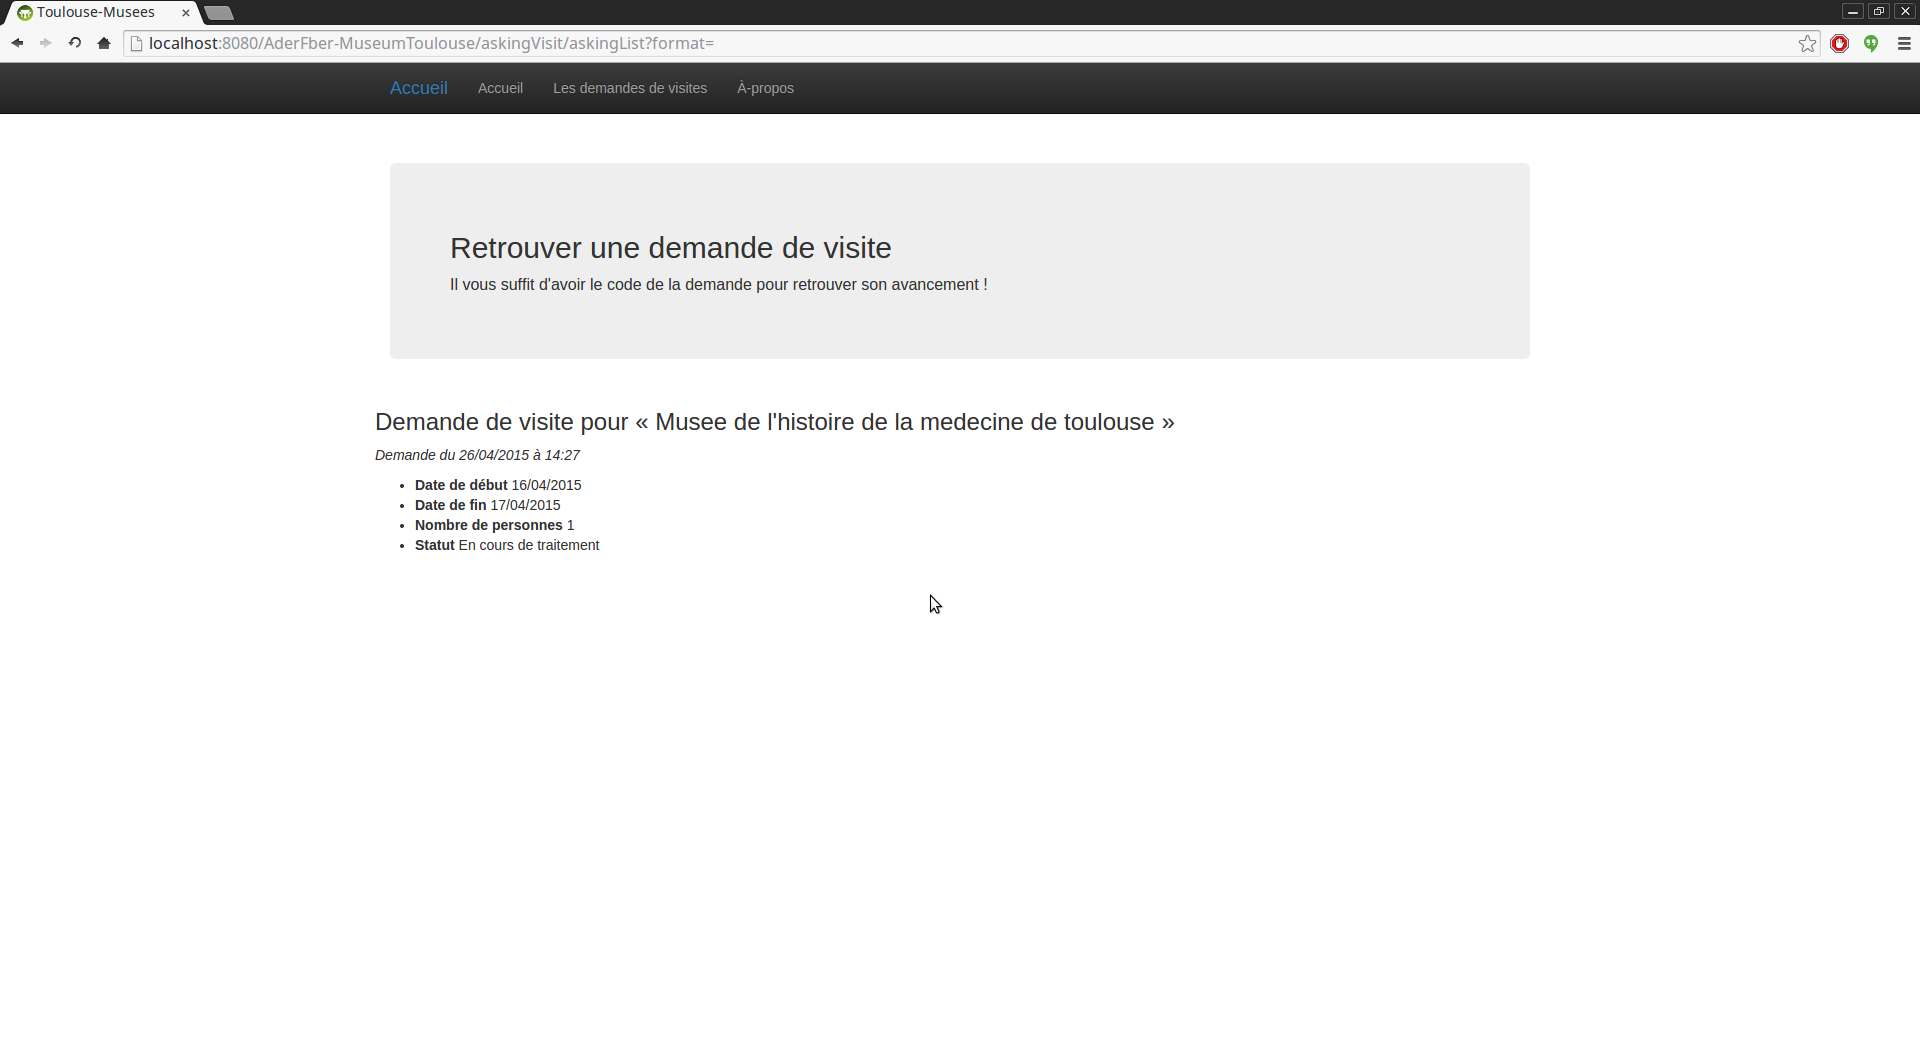 Toulouse-Musees
localhost:8080/AderFber-MuseumToulouse/askingVisit/askingList?format=
Accueil Accueil Les demandes de visites À-propos
Retrouver une demande de visite
Il vous suffit d'avoir le code de la demande pour retrouver son avancement !
Demande de visite pour « Musee de l'histoire de la medecine de toulouse »
Demande du 26/04/2015 à 14:27
• Date de début 16/04/2015
• Date de fin 17/04/2015
• Nombre de personnes 1
• Statut En cours de traitement